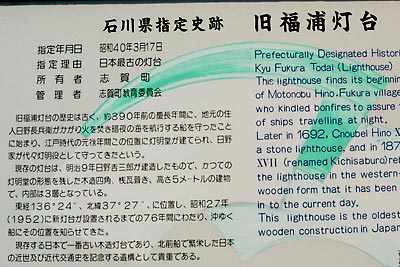 石川県指定史跡 旧福浦灯台
指定年月日 昭和40年3月17日
指定理由 日本最古の灯台
所有者 志賀町
管理者 志賀町教育委員会
旧福浦灯台の歴史は古く、約390年前の慶長年間に、地元の住
人日野長兵衛がかがり火を焚き暗夜の海を航行する船を守ったこと
に始まり、江戸時代の元禄年間この位置に灯明堂が建てられ、日野
家が代々灯明役として守ってきたという。
現存の灯台は、明治9年日野吉三郎が建造したもので、かつての
灯明堂の形態を残した木造四角、桟瓦葺き、高さ5メートルの建物
で、内部は3層となっている。
東経136°24′、北緯37°27′、に位置し、昭和27年
(1952)に新灯台が設置されるまでの76年間にわたり、沖ゆく
船にその位置を知らせてきた。
現存する日本で一番古い木造灯台であり、北前船で繁栄した日本
の近世及び近代交通史を記念する遺構として貴重である。
Prefecturally Designated Histori
Kyu Fukura Todai (Lighthouse)
This lighthouse finds its beginnin
of Motonobu Hino. Fukura village
who kindled bonfires to assure t
of ships travelling at night.
Later in 1692, Cnoubei Hino X
a stone lighthouse, and in 187
XVII (renamed Kichisaburo) re
the lighthouse in the western-
wooden form that it has been
in to the current day.
This lighthouse is the oldest
wooden construction in Japa